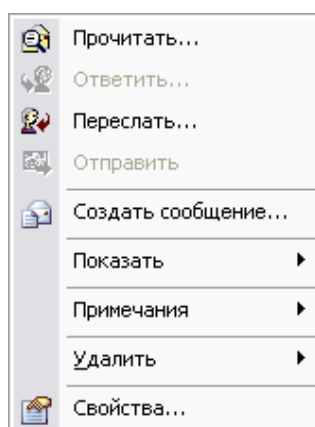 Прочитать...
Ответить...
Переслать...
Отправить
Создать сообщение...
Показать
Примечания
Удалить
Свойства...